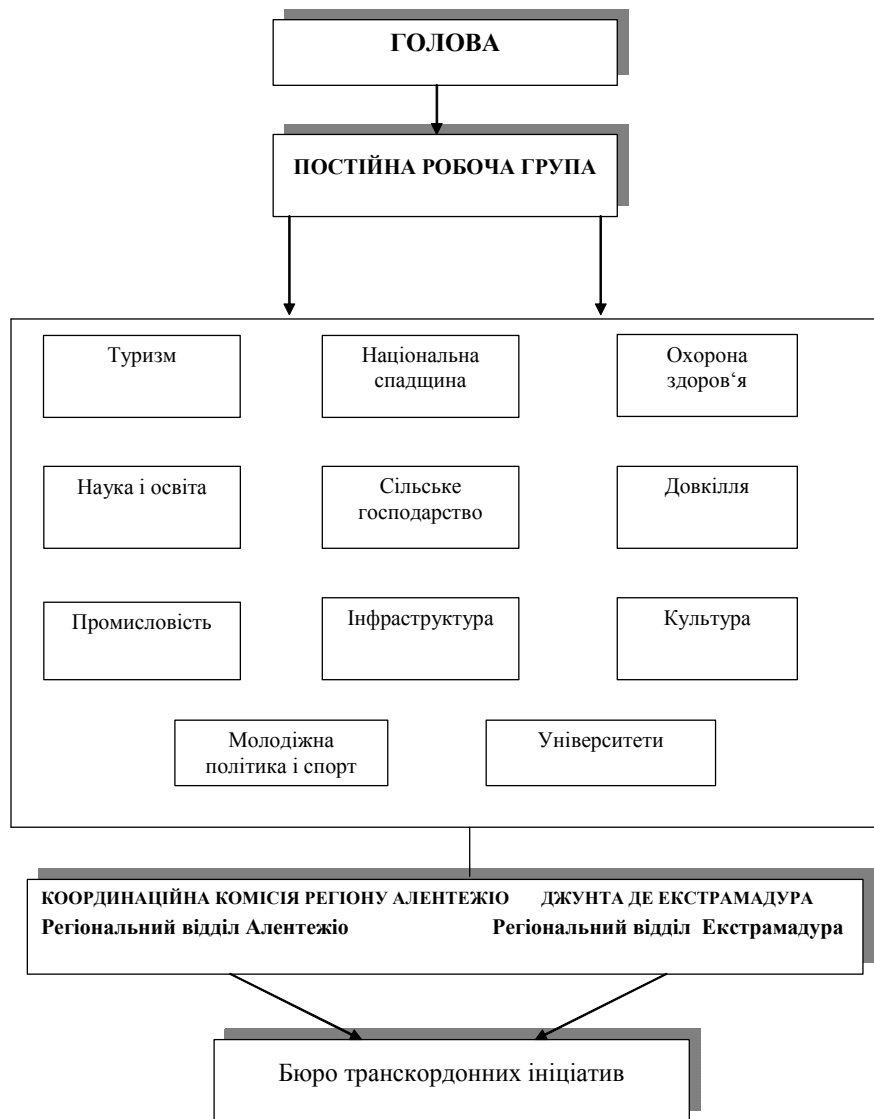 ГОЛОВА
ПОСТІЙНА РОБОЧА ГРУПА
Туризм
Національна
спадщина
Охорона
здоров‘я
Наука і освіта
Сільське
господарство
Довкілля
Промисловість
Інфраструктура
Культура
Молодіжна
політика і спорт
Університети
КООРДИНАЦІЙНА КОМІСІЯ РЕГІОНУ АЛЕНТЕЖІО ДЖУНТА ДЕ ЕКСТРАМАДУРА
Регіональний відділ Алентежіо Регіональний відділ Екстрамадура
Бюро транскордонних ініціатив